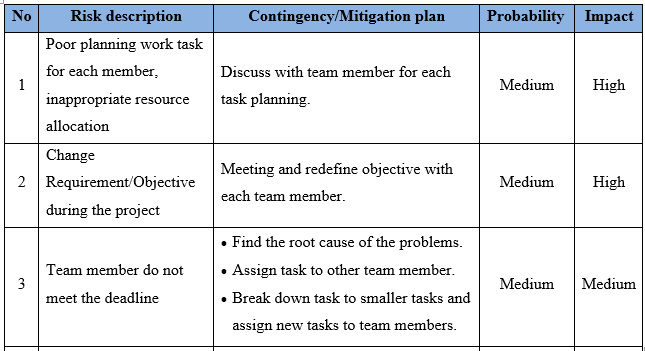 No Risk description Contingency/Mitigation plan Probability Impact
1 Poor planning work task
for each member,
inappropriate resource
allocation
Discuss with team member for each
task planning.
Medium High
2 Change
Requirement/Objective
during the project
Meeting and redefine objective with
each team member.
Medium High
3 Team member do not
meet the deadline
• Find the root cause of the problems.
• Assign task to other team member.
• Break down task to smaller tasks and
assign new tasks to team members.
Medium Medium